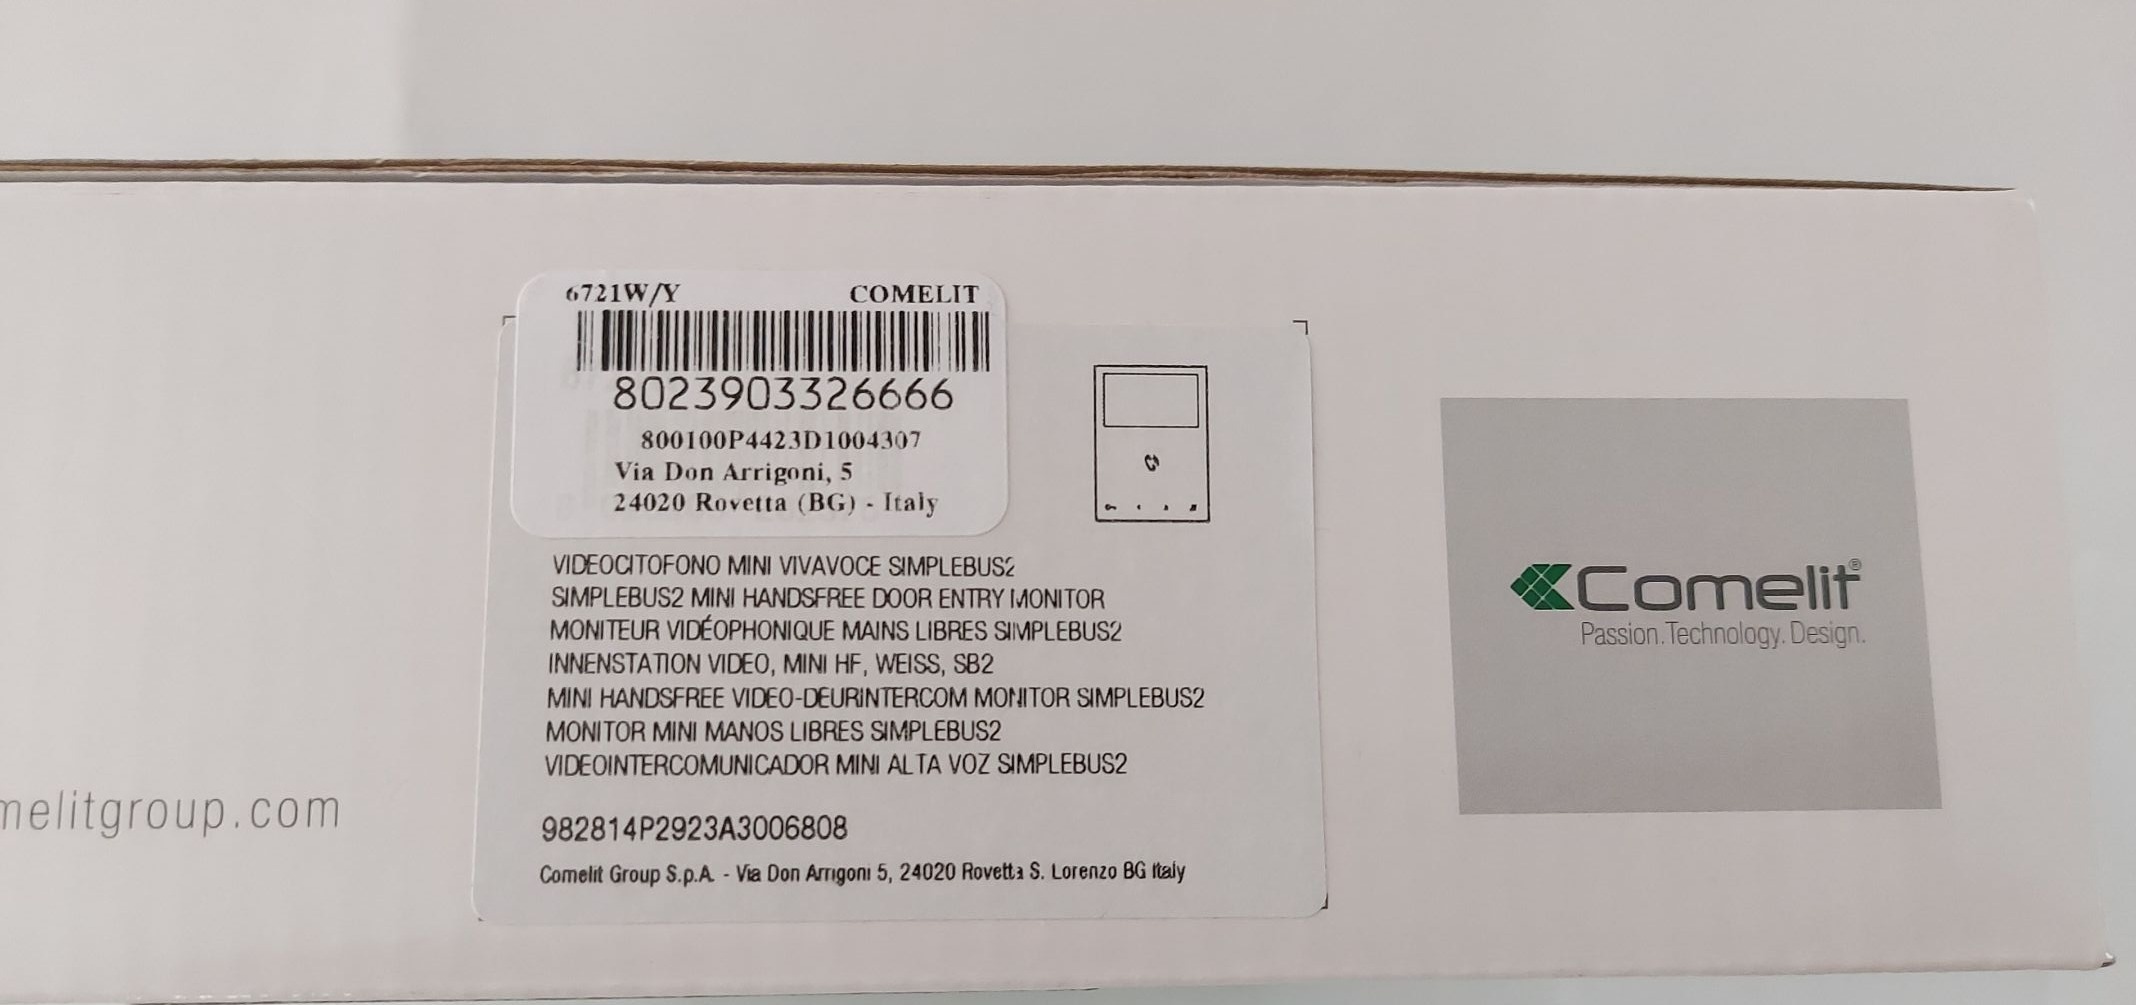 6721W/Y COMELIT
8023903326666
800100P4423D1004307
Via Don Arrigoni, 5
24020 Rovetta (BG) - Italy
VIDEOCITOFONO MINI VIVAVOCE SIMPLEBUS2
SIMPLEBUS2 MINI HANDSFREE DOOR ENTRY MONITOR
MONITEUR VIDÉOPHONIQUE MAINS LIBRES SIMPLEBUS2
INNENSTATION VIDEO, MINI HF, WEISS, SB2
MINI HANDSFREE VIDEO-DEURINTERCOM MONITOR SIMPLEBUS2
MONITOR MINI MANOS LIBRES SIMPLEBUS2
VIDEOINTERCOMUNICADOR MINI ALTA VOZ SIMPLEBUS2
982814P2923A3006808
Comelit Group S.p.A. - Via Don Arrigoni 5, 24020 Rovetta S. Lorenzo BG Italy
melitgroup.com
Comelit®
Passion. Technology. Design.